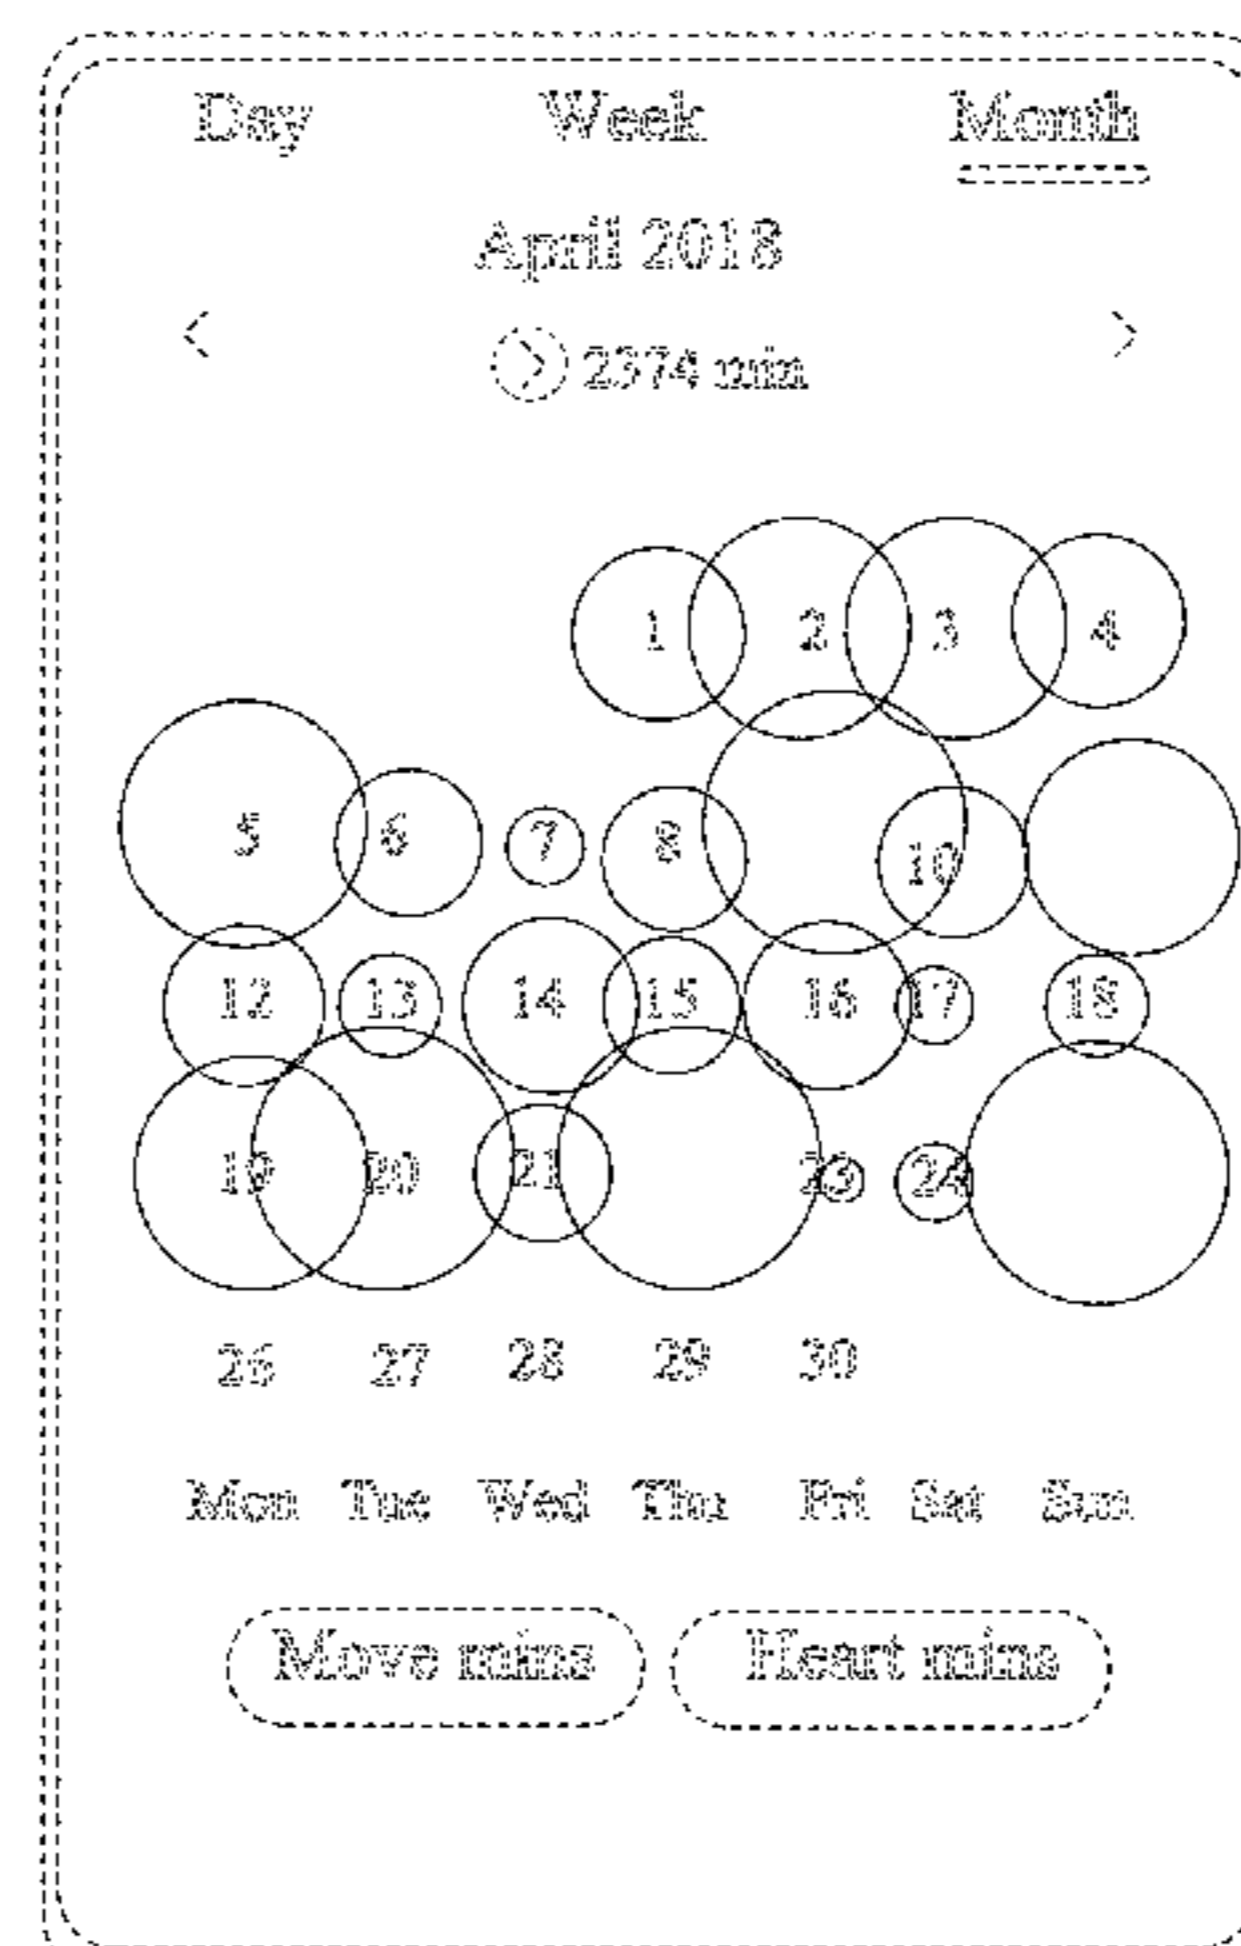 Day Week Month
April 2018
2374 min
1 2 3 4
5 6 7 9 10
12 13 14 15 16 17 18
19 20 21 23 24
26 27 28 29 30
Mon Tue Wed Thu Fri Sat Sun
Move mins Heart mins